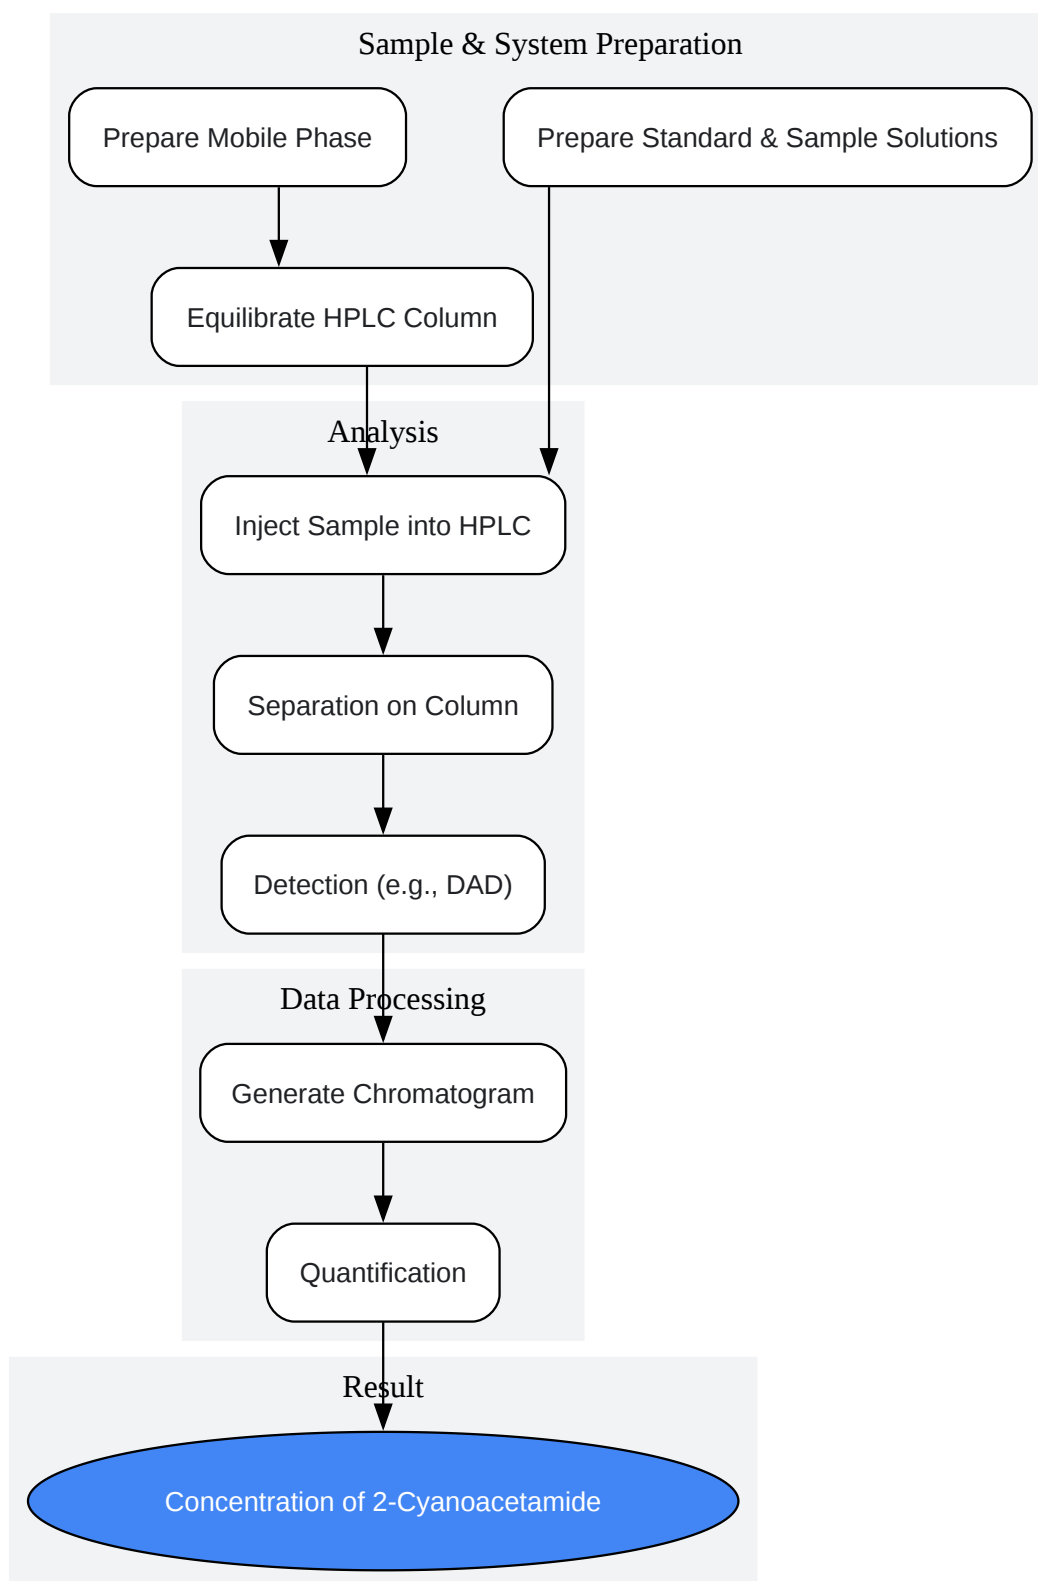 Sample & System Preparation
Prepare Mobile Phase
Prepare Standard & Sample Solutions
Equilibrate HPLC Column
Analysis
Inject Sample into HPLC
Separation on Column
Detection (e.g., DAD)
Data Processing
Generate Chromatogram
Quantification
Result
Concentration of 2-Cyanoacetamide